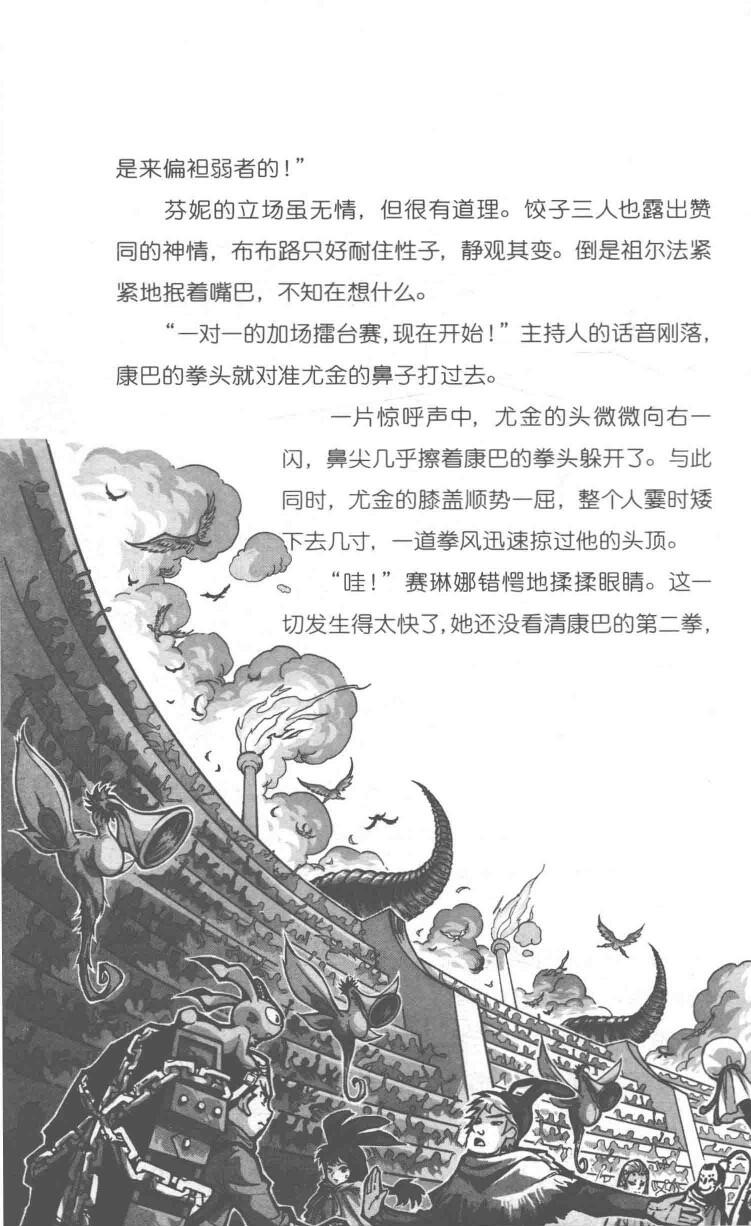 是来偏袒弱者的！”
芬妮的立场虽无情，但很有道理。饺子三人也露出赞
同的神情，布布路只好耐住性子，静观其变。倒是祖尔法紧
紧地抿着嘴巴，不知在想什么。
“一对一的加场擂台赛，现在开始！”主持人的话音刚落，
康巴的拳头就对准尤金的鼻子打过去。
一片惊呼声中，尤金的头微微向右一
闪，鼻尖几乎擦着康巴的拳头躲开了。与此
同时，尤金的膝盖顺势一屈，整个人霎时矮
下去几寸，一道拳风迅速掠过他的头顶。
“哇！”赛琳娜错愕地揉揉眼睛。这一
切发生得太快了，她还没看清康巴的第二拳，